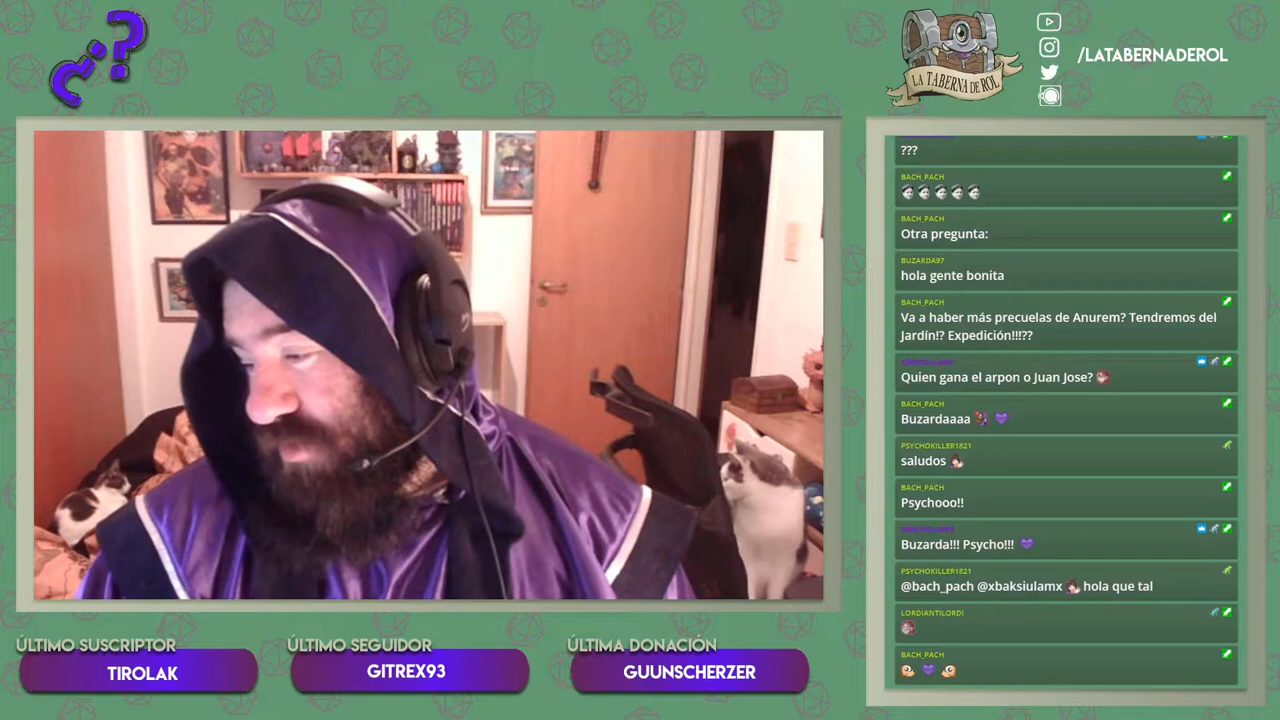 ¿?
LA TABERNA DE ROL
/LATABERNADEROL
???
BACH_PACH
BACH_PACH
Otra pregunta:
BUZARDA97
hola gente bonita
BACH_PACH
Va a haber más precuelas de Anurem? Tendremos del
Jardín!? Expedición!!!??
Quien gana el arpon o Juan Jose?
BACH_PACH
Buzardaaaa
PSYCHOKILLER1821
saludos
BACH_PACH
Psychooo!!
Buzarda!!! Psycho!!!
PSYCHOKILLER1821
@bach_pach @xbaksiulamx hola que tal
LORDIANTILORDI
BACH_PACH
ÚLTIMO SUSCRIPTOR
TIROLAK
ÚLTIMO SEGUIDOR
GITREX93
ÚLTIMA DONACIÓN
GUUNSCHERZER